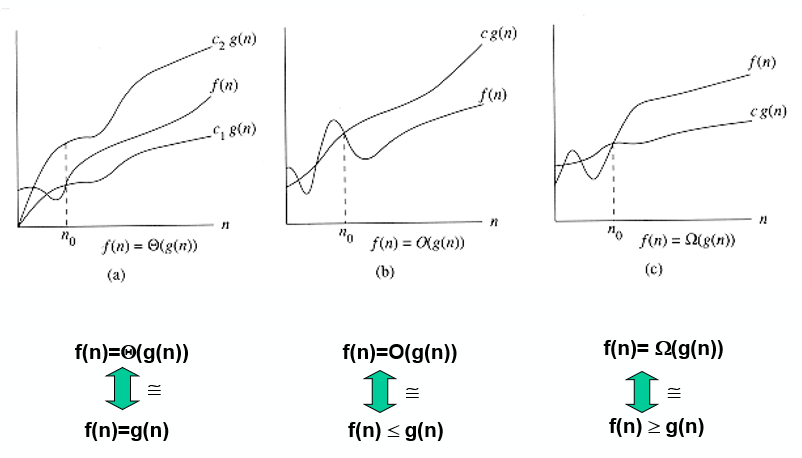 c₂ g(n)
f(n)
c₁ g(n)
n
n₀
f(n) = Θ(g(n))
(a)
c g(n)
f(n)
n
n₀
f(n) = O(g(n))
(b)
f(n)
c g(n)
n
n₀
f(n) = Ω(g(n))
(c)
f(n)=Θ(g(n))
≅
f(n)=g(n)
f(n)=O(g(n))
≅
f(n) ≤ g(n)
f(n)= Ω(g(n))
≅
f(n) ≥ g(n)